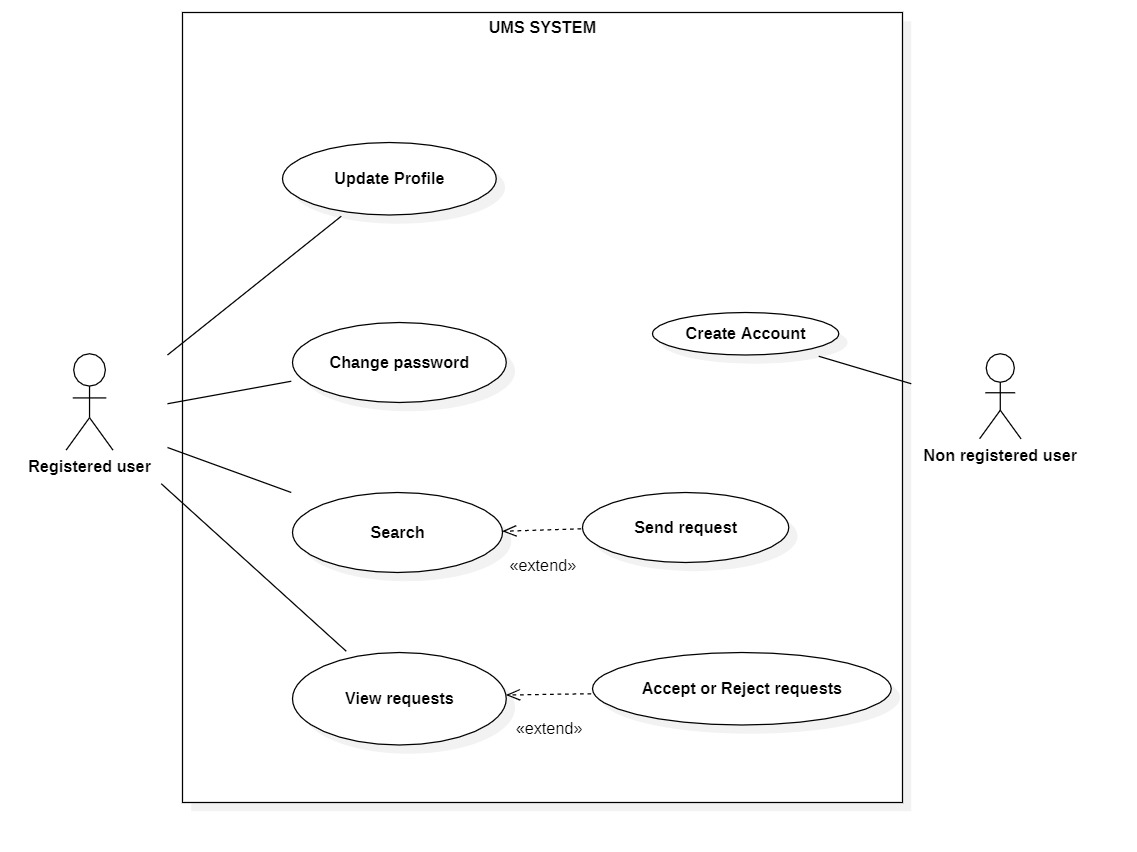 UMS SYSTEM
Update Profile
Create Account
Change password
Registered user
Non registered user
Search
Send request
«extend»
View requests
Accept or Reject requests
«extend»